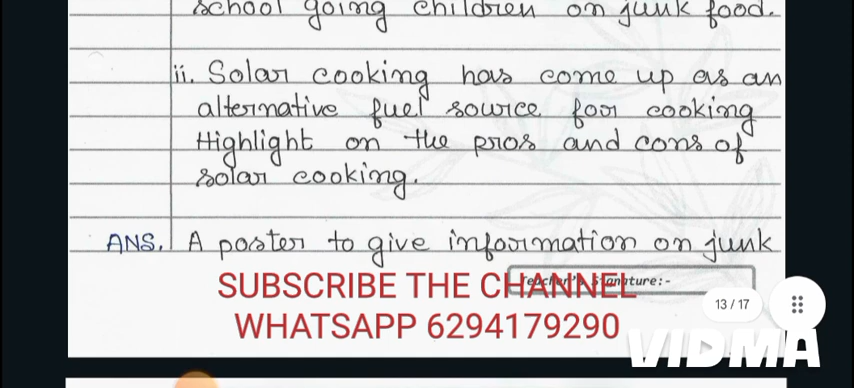 school going children on junk food.
ii. Solar cooking has come up as an
alternative fuel source for cooking
Highlight on the pros and cons of
solar cooking.
ANS. A poster to give information on junk
Teacher's Signature:-
SUBSCRIBE THE CHANNEL
13 / 17
WHATSAPP 6294179290
VIDMA